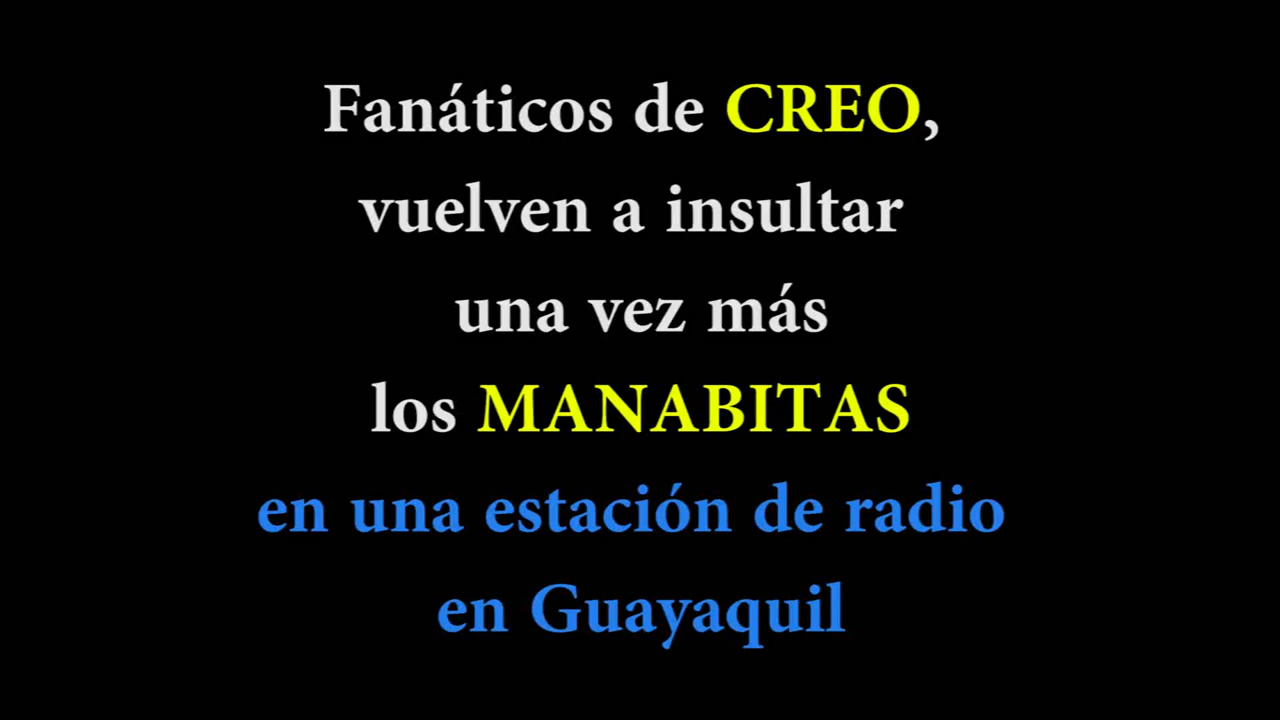 Fanáticos de CREO,
vuelven a insultar
una vez más
los MANABITAS
en una estación de radio
en Guayaquil